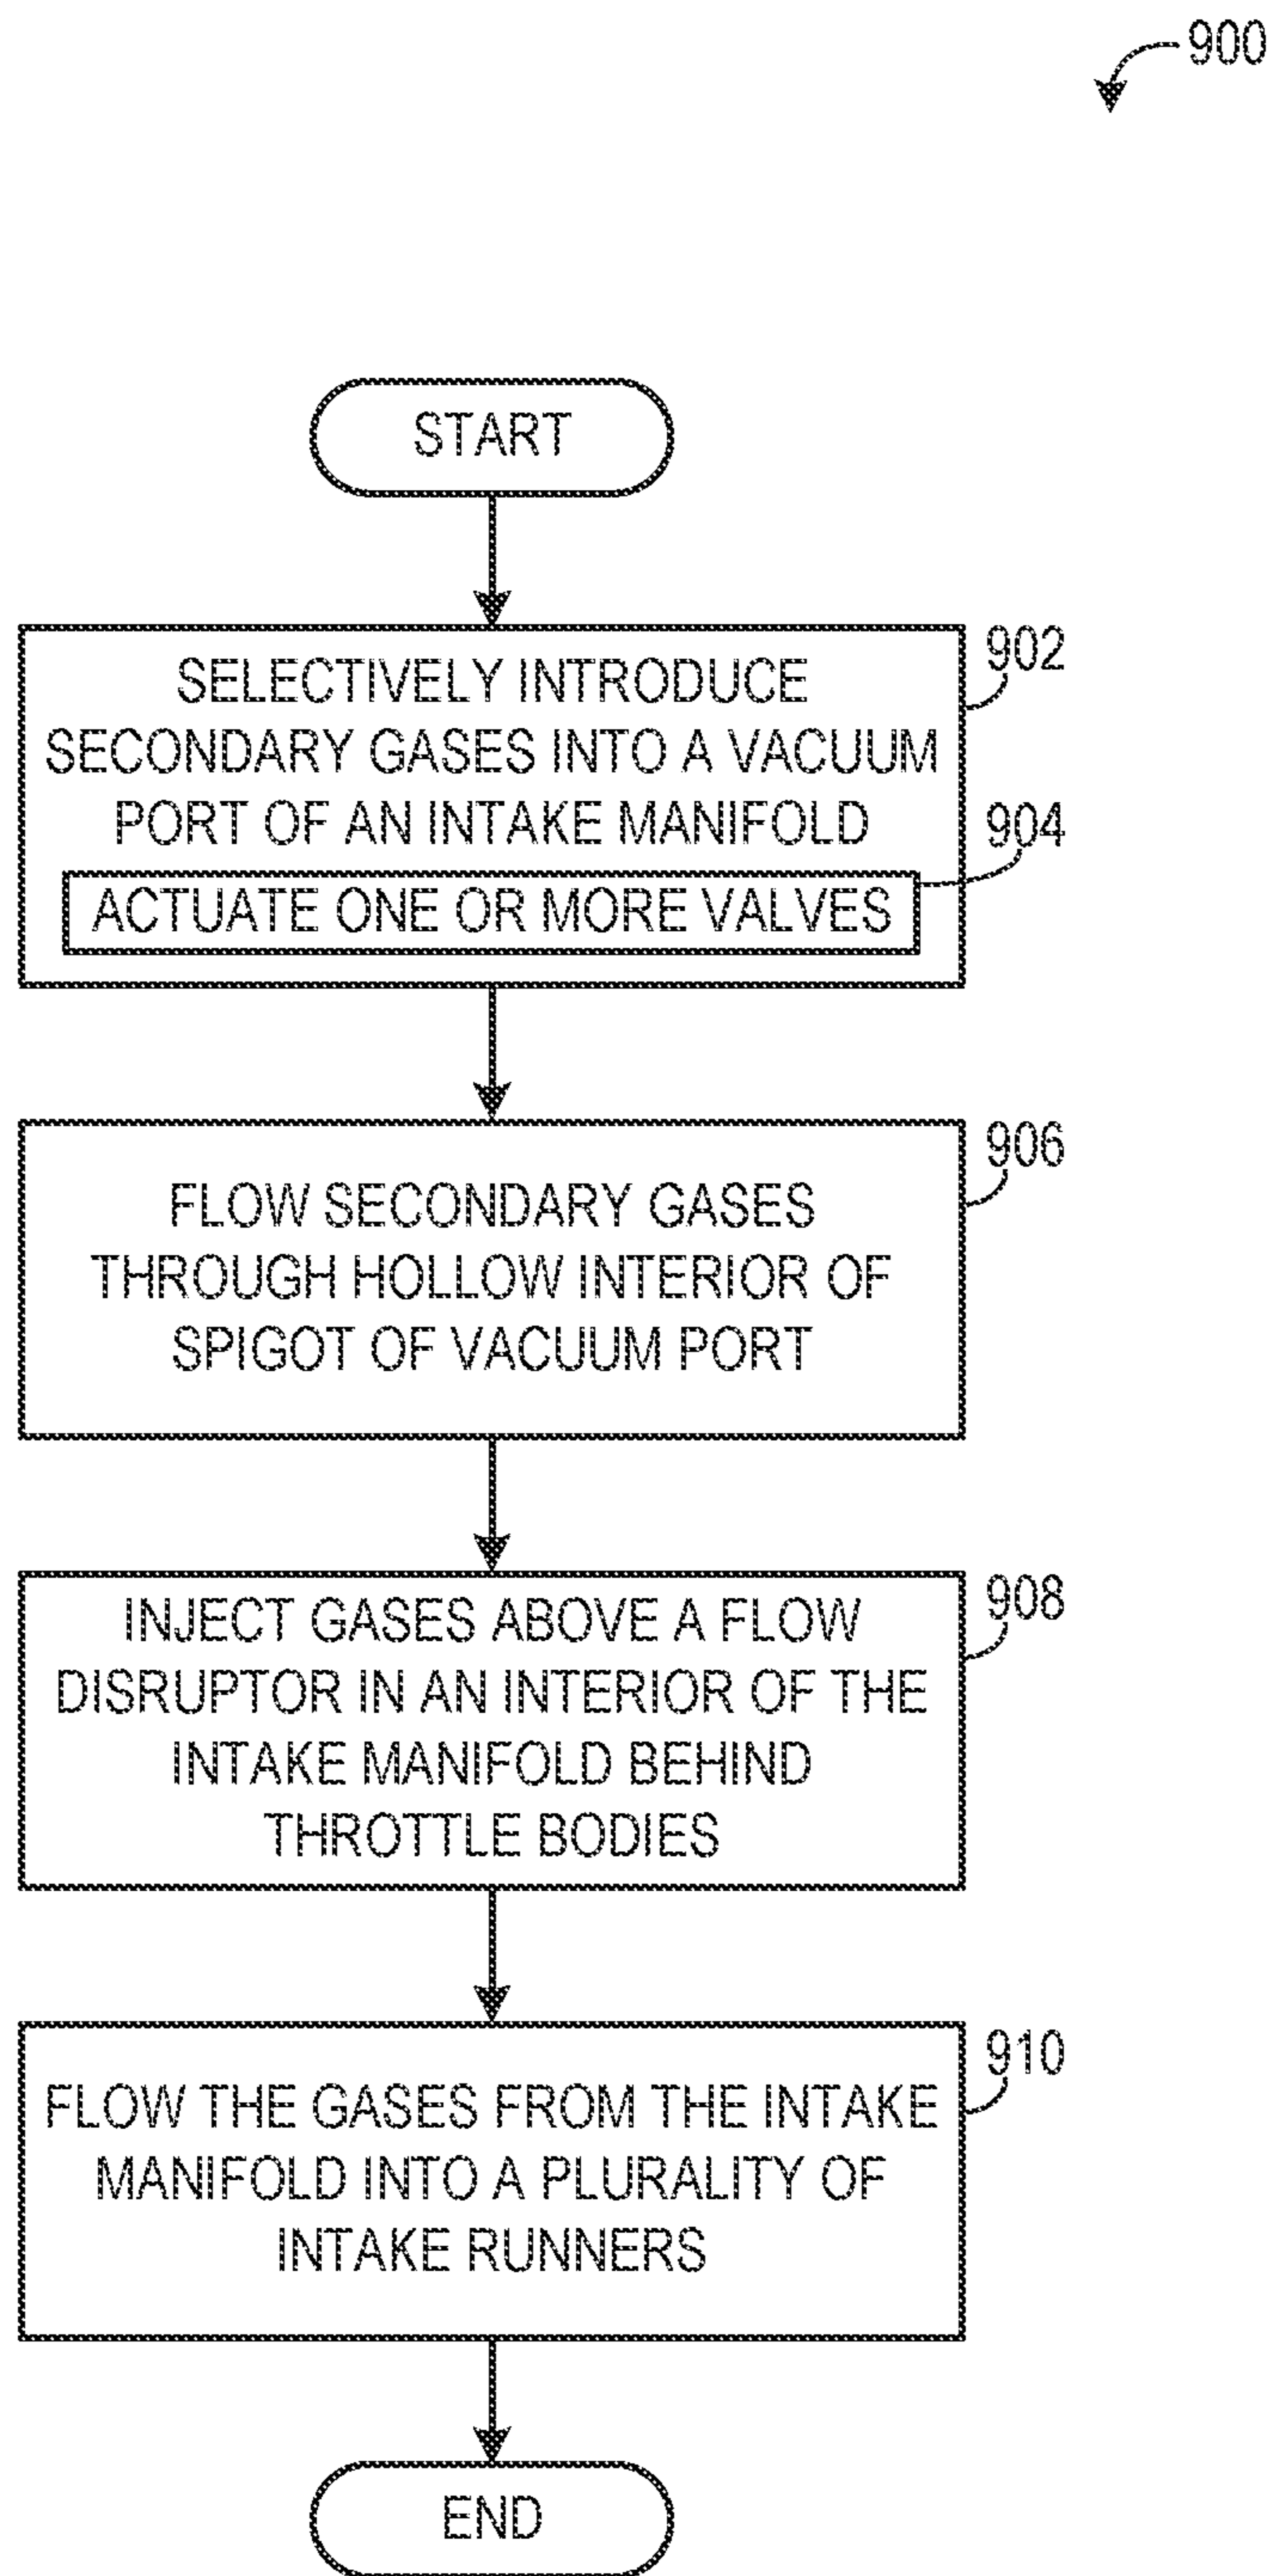 900
START
SELECTIVELY INTRODUCE
SECONDARY GASES INTO A VACUUM
PORT OF AN INTAKE MANIFOLD
902
ACTUATE ONE OR MORE VALVES
904
FLOW SECONDARY GASES
THROUGH HOLLOW INTERIOR OF
SPIGOT OF VACUUM PORT
906
INJECT GASES ABOVE A FLOW
DISRUPTOR IN AN INTERIOR OF THE
INTAKE MANIFOLD BEHIND
THROTTLE BODIES
908
FLOW THE GASES FROM THE INTAKE
MANIFOLD INTO A PLURALITY OF
INTAKE RUNNERS
910
END